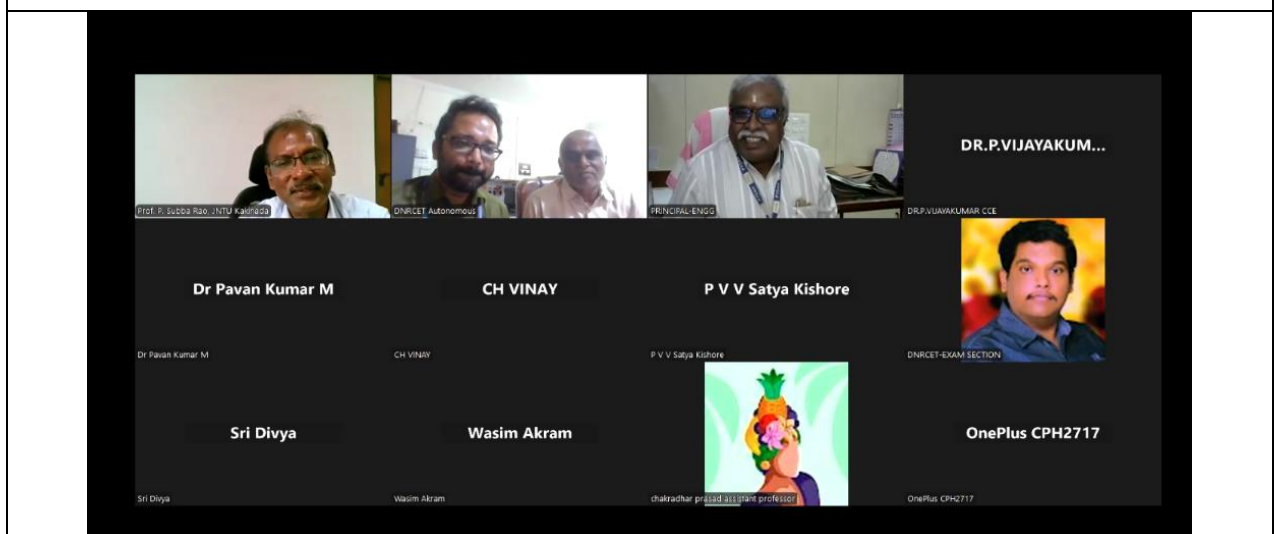 Prof. P. Subba Rao, JNTU Kakinada
DNRCET Autonomous
PRINCIPAL-ENGG
DR.P.VIJAYAKUM...
DR.P.VIJAYAKUMAR CCE
Dr Pavan Kumar M
Dr Pavan Kumar M
CH VINAY
CH VINAY
P V V Satya Kishore
P V V Satya Kishore
DNRCET-EXAM SECTION
Sri Divya
Sri Divya
Wasim Akram
Wasim Akram
chakradhar prasad assistant professor
OnePlus CPH2717
OnePlus CPH2717